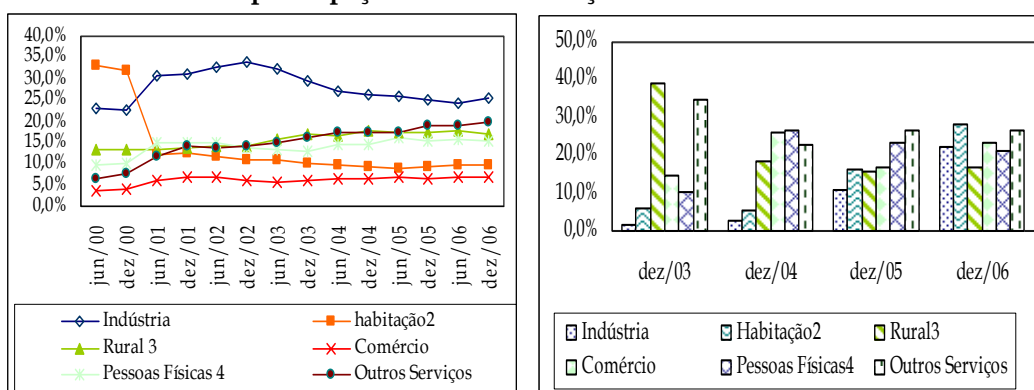 40,0%
35,0%
30,0%
25,0%
20,0%
15,0%
10,0%
5,0%
0,0%
jun/00
dez/00
jun/01
dez/01
jun/02
dez/02
jun/03
dez/03
jun/04
dez/04
jun/05
dez/05
jun/06
dez/06
Indústria
habitação2
Rural 3
Comércio
Pessoas Físicas 4
Outros Serviços
50,0%
40,0%
30,0%
20,0%
10,0%
0,0%
dez/03
dez/04
dez/05
dez/06
Indústria
Habitação2
Rural3
Comércio
Pessoas Físicas4
Outros Serviços